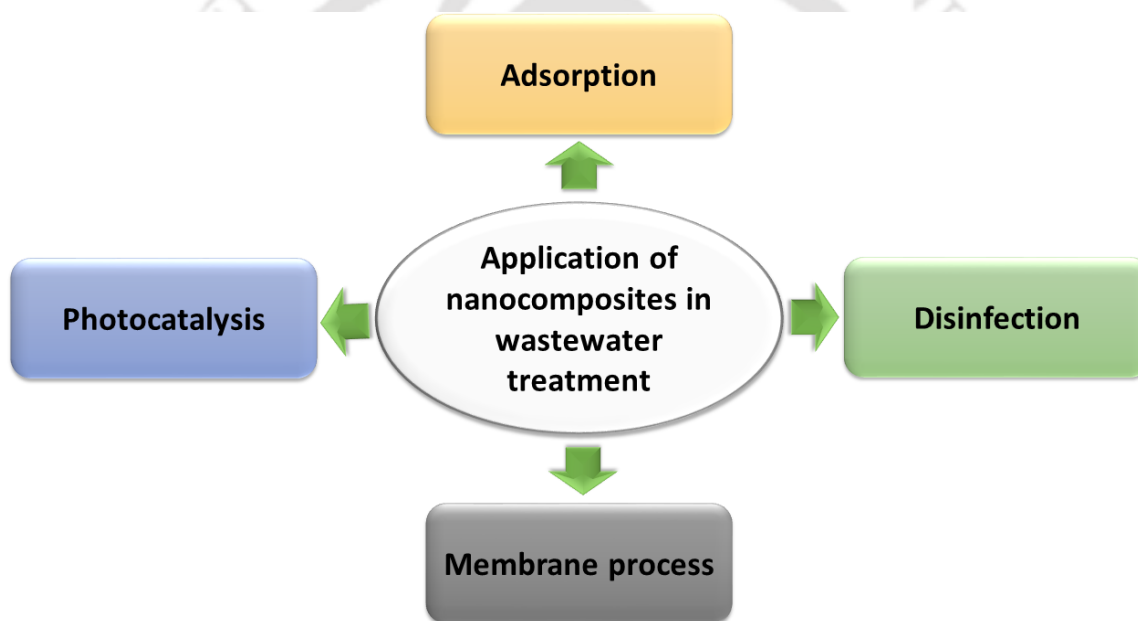 Adsorption
Application of
nanocomposites in
wastewater
treatment
Photocatalysis
Disinfection
Membrane process